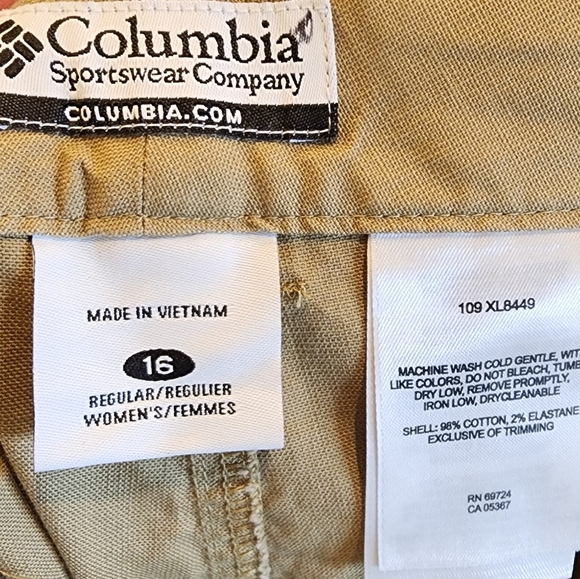 Columbia
Sportswear Company
COLUMBIA.COM
MADE IN VIETNAM
16
REGULAR/REGULIER
WOMEN'S/FEMMES
109 XL8449
MACHINE WASH COLD GENTLE, WIT
LIKE COLORS, DO NOT BLEACH, TUMB
DRY LOW, REMOVE PROMPTLY,
IRON LOW, DRYCLEANABLE
SHELL: 98% COTTON, 2% ELASTANE
EXCLUSIVE OF TRIMMING
RN 69724
CA 05367